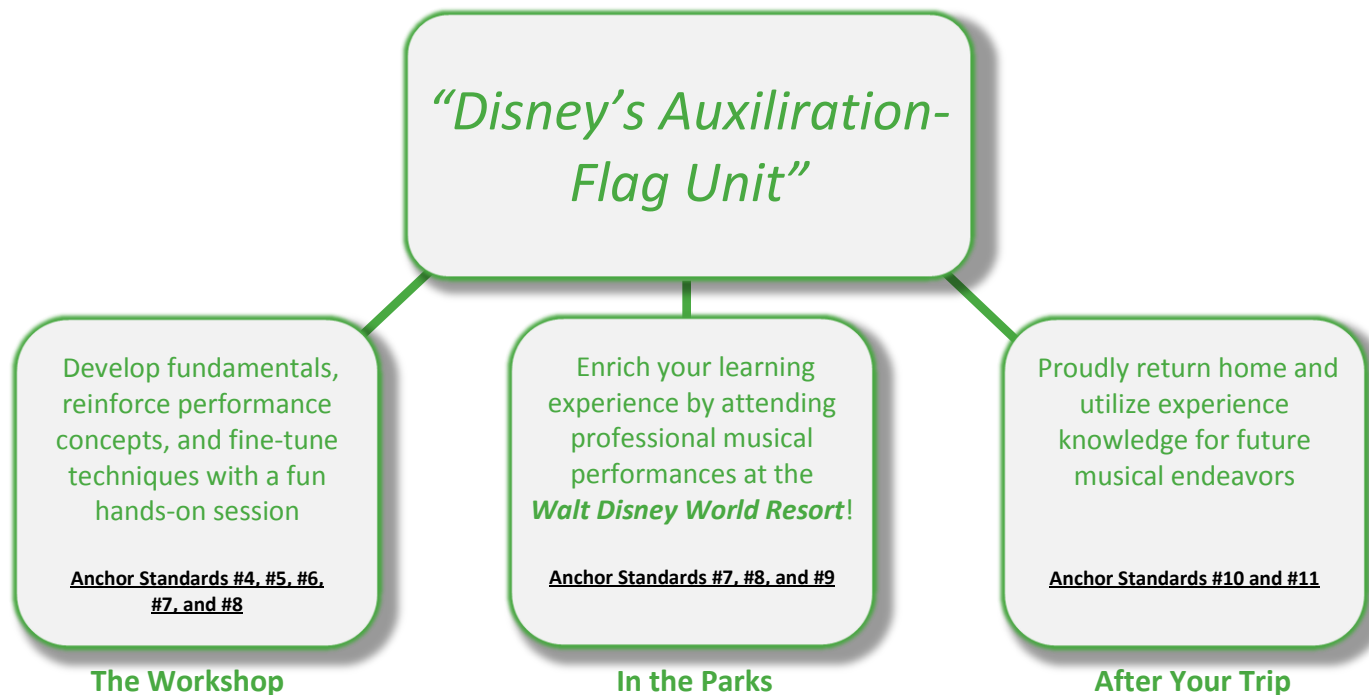 “Disney’s Auxiliration-
Flag Unit”
Develop fundamentals,
reinforce performance
concepts, and fine-tune
techniques with a fun
hands-on session
Anchor Standards #4, #5, #6,
#7, and #8
The Workshop
Enrich your learning
experience by attending
professional musical
performances at the
Walt Disney World Resort!
Anchor Standards #7, #8, and #9
In the Parks
Proudly return home and
utilize experience
knowledge for future
musical endeavors
Anchor Standards #10 and #11
After Your Trip